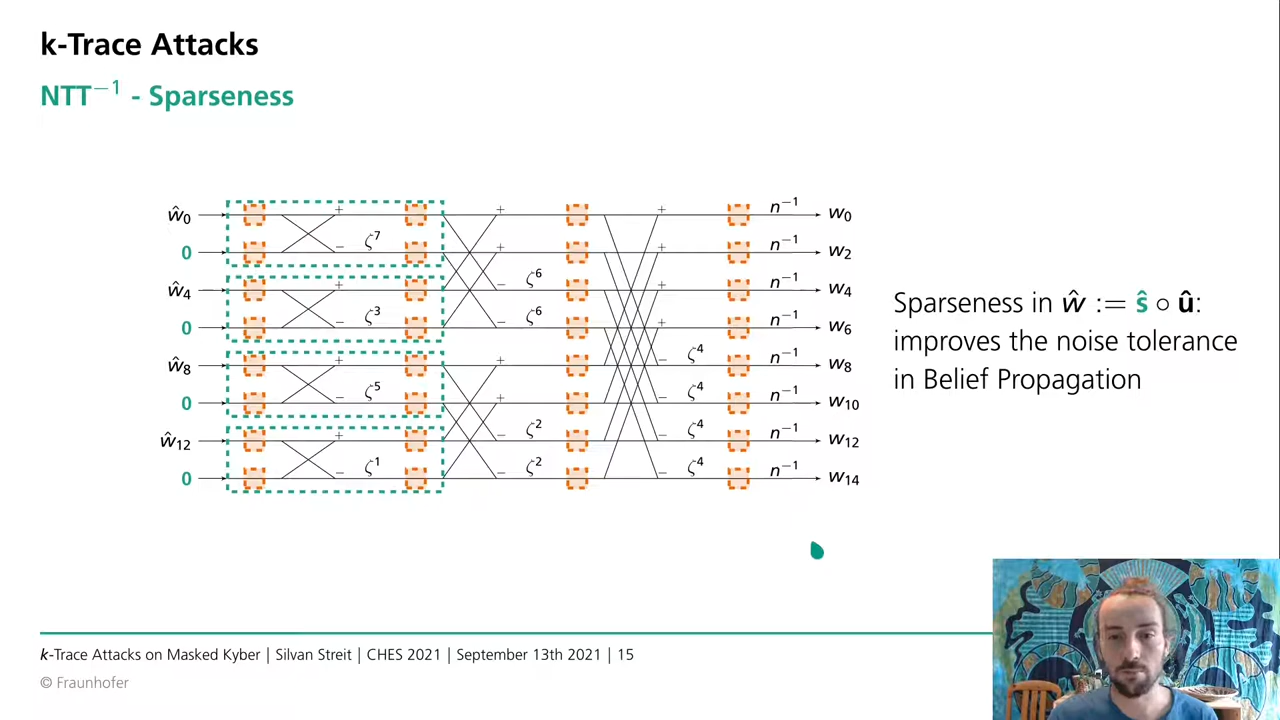 k-Trace Attacks
NTT⁻¹ - Sparseness
ŵ₀ + n⁻¹ w₀
0 − ζ⁷ + n⁻¹ w₂
ŵ₄ + − ζ⁶ + n⁻¹ w₄
0 − ζ³ − ζ⁶ + n⁻¹ w₆
ŵ₈ + + − ζ⁴ n⁻¹ w₈
0 − ζ⁵ + − ζ⁴ n⁻¹ w₁₀
ŵ₁₂ + − ζ² − ζ⁴ n⁻¹ w₁₂
0 − ζ¹ − ζ² − ζ⁴ n⁻¹ w₁₄
Sparseness in ŵ := ŝ ∘ û:
improves the noise tolerance
in Belief Propagation
k-Trace Attacks on Masked Kyber | Silvan Streit | CHES 2021 | September 13th 2021 | 15
© Fraunhofer